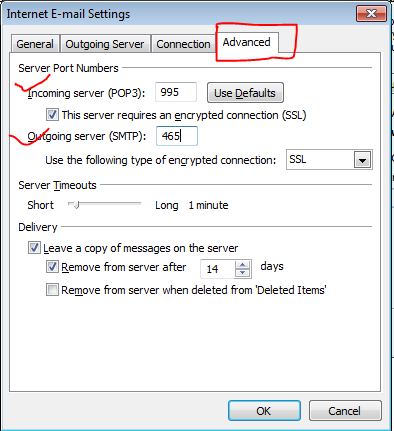 Internet E-mail Settings
General Outgoing Server Connection Advanced
Server Port Numbers
Incoming server (POP3): 995 Use Defaults
This server requires an encrypted connection (SSL)
Outgoing server (SMTP): 465
Use the following type of encrypted connection: SSL
Server Timeouts
Short Long 1 minute
Delivery
Leave a copy of messages on the server
Remove from server after 14 days
Remove from server when deleted from 'Deleted Items'
OK Cancel